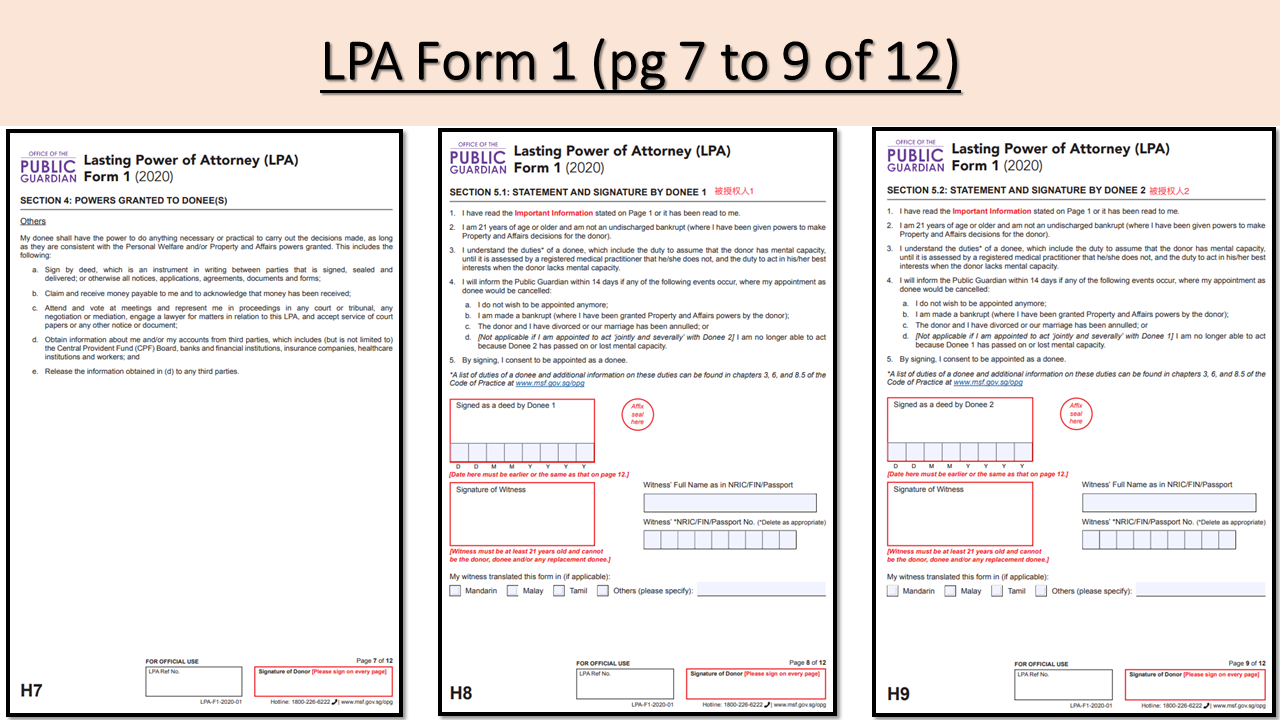 LPA Form 1 (pg 7 to 9 of 12)
OFFICE OF THE
PUBLIC
GUARDIAN
Lasting Power of Attorney (LPA)
Form 1 (2020)
SECTION 4: POWERS GRANTED TO DONEE(S)
Others
My donee shall have the power to do anything necessary or practical to carry out the decisions made, as long
as they are consistent with the Personal Welfare and/or Property and Affairs powers granted. This includes the
following:
a. Sign by deed, which is an instrument in writing between parties that is signed, sealed and
delivered; or otherwise all notices, applications, agreements, documents and forms;
b. Claim and receive money payable to me and to acknowledge that money has been received;
c. Attend and vote at meetings and represent me in proceedings in any court or tribunal, any
negotiation or mediation, engage a lawyer for matters in relation to this LPA, and accept service of court
papers or any other notice or document;
d. Obtain information about me and/or my accounts from third parties, which includes (but is not limited to)
the Central Provident Fund (CPF) Board, banks and financial institutions, insurance companies, healthcare
institutions and workers; and
e. Release the information obtained in (d) to any third parties.
Page 7 of 12
FOR OFFICIAL USE
LPA Ref No.
Signature of Donor [Please sign on every page]
H7
LPA-F1-2020-01
Hotline: 1800-226-6222 | www.msf.gov.sg/opg
OFFICE OF THE
PUBLIC
GUARDIAN
Lasting Power of Attorney (LPA)
Form 1 (2020)
SECTION 5.1: STATEMENT AND SIGNATURE BY DONEE 1 被授权人1
1. I have read the Important Information stated on Page 1 or it has been read to me.
2. I am 21 years of age or older and am not an undischarged bankrupt (where I have been given powers to make
Property and Affairs decisions for the donor).
3. I understand the duties* of a donee, which include the duty to assume that the donor has mental capacity,
until it is assessed by a registered medical practitioner that he/she does not, and the duty to act in his/her best
interests when the donor lacks mental capacity.
4. I will inform the Public Guardian within 14 days if any of the following events occur, where my appointment as
donee would be cancelled:
a. I do not wish to be appointed anymore;
b. I am made a bankrupt (where I have been granted Property and Affairs powers by the donor);
c. The donor and I have divorced or our marriage has been annulled; or
d. [Not applicable if I am appointed to act 'jointly and severally' with Donee 2] I am no longer able to act
because Donee 2 has passed on or lost mental capacity.
5. By signing, I consent to be appointed as a donee.
*A list of duties of a donee and additional information on these duties can be found in chapters 3, 6, and 8.5 of the
Code of Practice at www.msf.gov.sg/opg
Signed as a deed by Donee 1
Affix
seal
here
D D M M Y Y Y Y
[Date here must be earlier or the same as that on page 12.]
Signature of Witness
Witness' Full Name as in NRIC/FIN/Passport
Witness' *NRIC/FIN/Passport No. (*Delete as appropriate)
[Witness must be at least 21 years old and cannot
be the donor, donee and/or any replacement donee.]
My witness translated this form in (if applicable):
Mandarin Malay Tamil Others (please specify):
Page 8 of 12
FOR OFFICIAL USE
LPA Ref No.
Signature of Donor [Please sign on every page]
H8
LPA-F1-2020-01
Hotline: 1800-226-6222 | www.msf.gov.sg/opg
OFFICE OF THE
PUBLIC
GUARDIAN
Lasting Power of Attorney (LPA)
Form 1 (2020)
SECTION 5.2: STATEMENT AND SIGNATURE BY DONEE 2 被授权人2
1. I have read the Important Information stated on Page 1 or it has been read to me.
2. I am 21 years of age or older and am not an undischarged bankrupt (where I have been given powers to make
Property and Affairs decisions for the donor).
3. I understand the duties* of a donee, which include the duty to assume that the donor has mental capacity,
until it is assessed by a registered medical practitioner that he/she does not, and the duty to act in his/her best
interests when the donor lacks mental capacity.
4. I will inform the Public Guardian within 14 days if any of the following events occur, where my appointment as
donee would be cancelled:
a. I do not wish to be appointed anymore;
b. I am made a bankrupt (where I have been granted Property and Affairs powers by the donor);
c. The donor and I have divorced or our marriage has been annulled; or
d. [Not applicable if I am appointed to act 'jointly and severally' with Donee 1] I am no longer able to act
because Donee 1 has passed on or lost mental capacity.
5. By signing, I consent to be appointed as a donee.
*A list of duties of a donee and additional information on these duties can be found in chapters 3, 6, and 8.5 of the
Code of Practice at www.msf.gov.sg/opg
Signed as a deed by Donee 2
Affix
seal
here
D D M M Y Y Y Y
[Date here must be earlier or the same as that on page 12.]
Signature of Witness
Witness' Full Name as in NRIC/FIN/Passport
Witness' *NRIC/FIN/Passport No. (*Delete as appropriate)
[Witness must be at least 21 years old and cannot
be the donor, donee and/or any replacement donee.]
My witness translated this form in (if applicable):
Mandarin Malay Tamil Others (please specify):
Page 9 of 12
FOR OFFICIAL USE
LPA Ref No.
Signature of Donor [Please sign on every page]
H9
LPA-F1-2020-01
Hotline: 1800-226-6222 | www.msf.gov.sg/opg